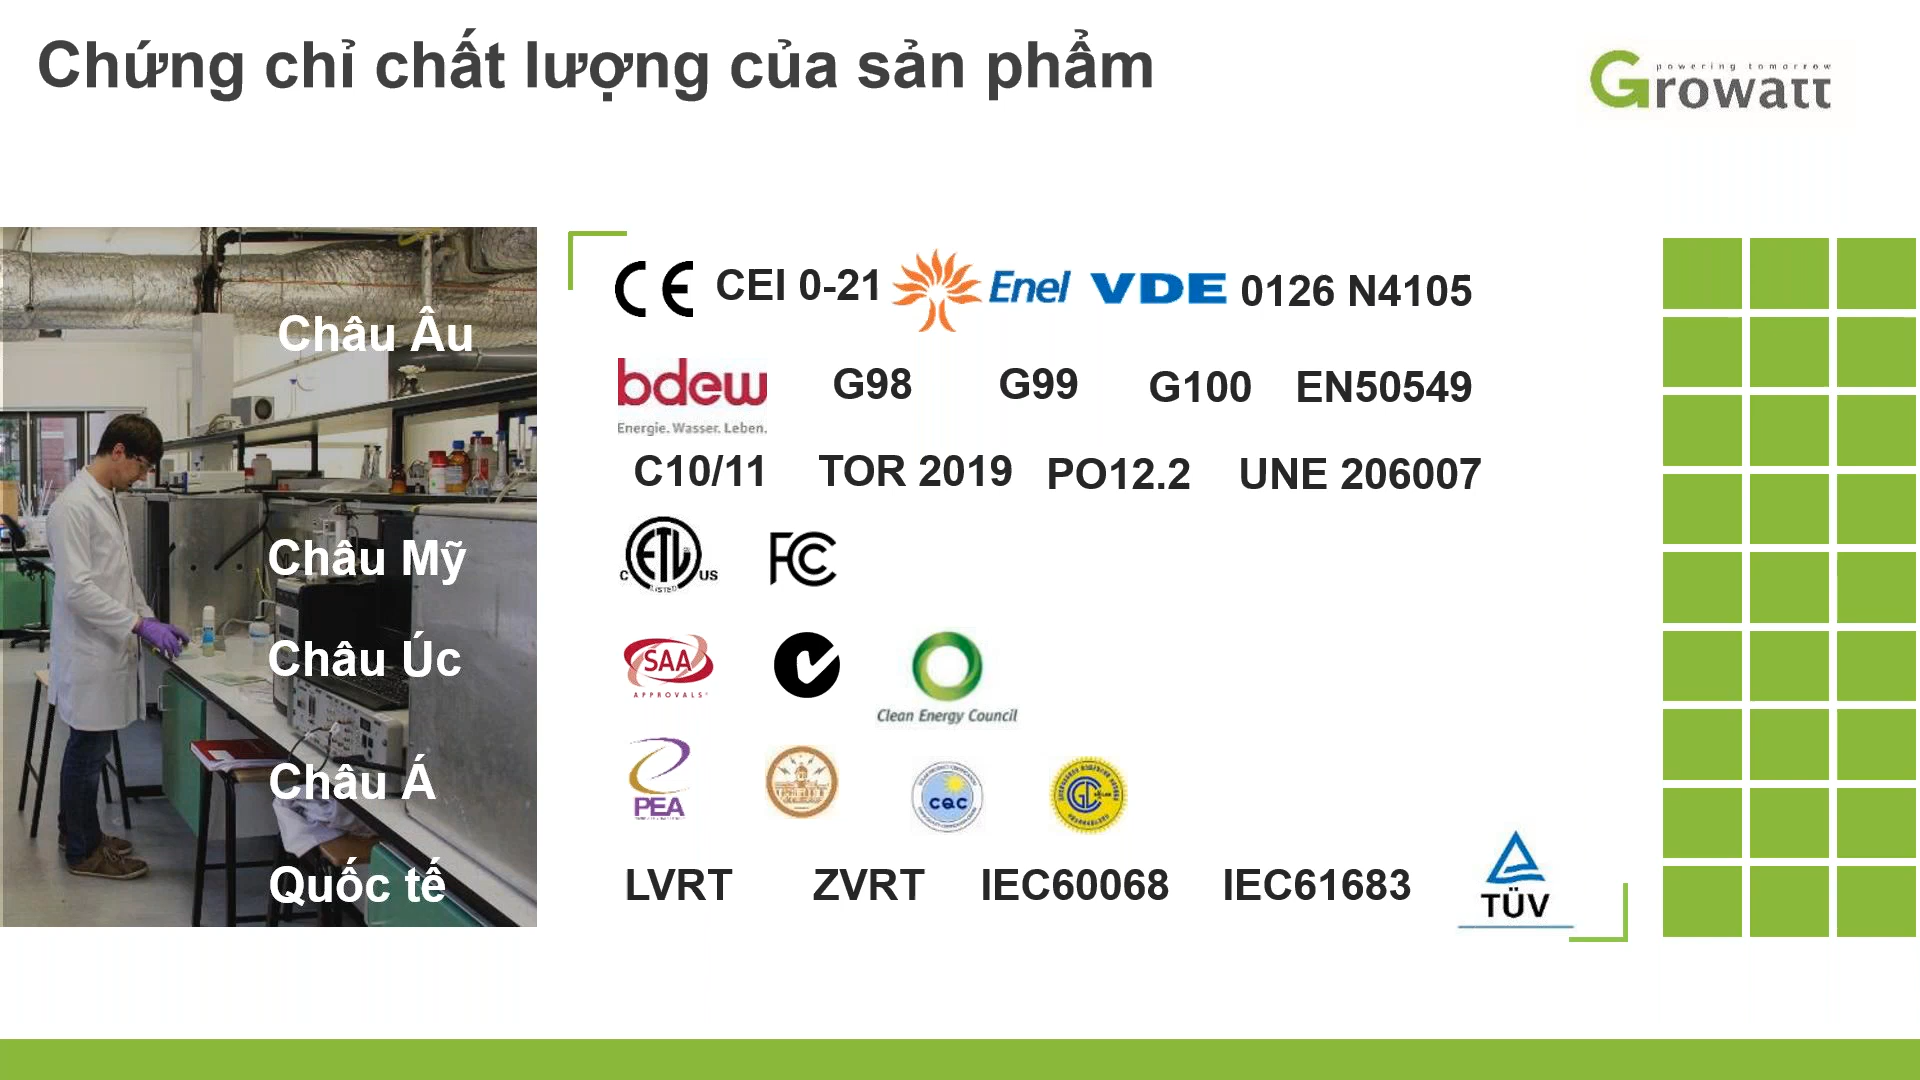 Chứng chỉ chất lượng của sản phẩm
powering tomorrow
Growatt
Châu Âu
CE CEI 0-21 Enel VDE 0126 N4105
bdew G98 G99 G100 EN50549
Energie. Wasser. Leben.
C10/11 TOR 2019 PO12.2 UNE 206007
Châu Mỹ
C ETL US FC
LISTED
Châu Úc
SAA
APPROVALS
Clean Energy Council
Châu Á
PEA
CQC
Quốc tế
LVRT ZVRT IEC60068 IEC61683 TÜV